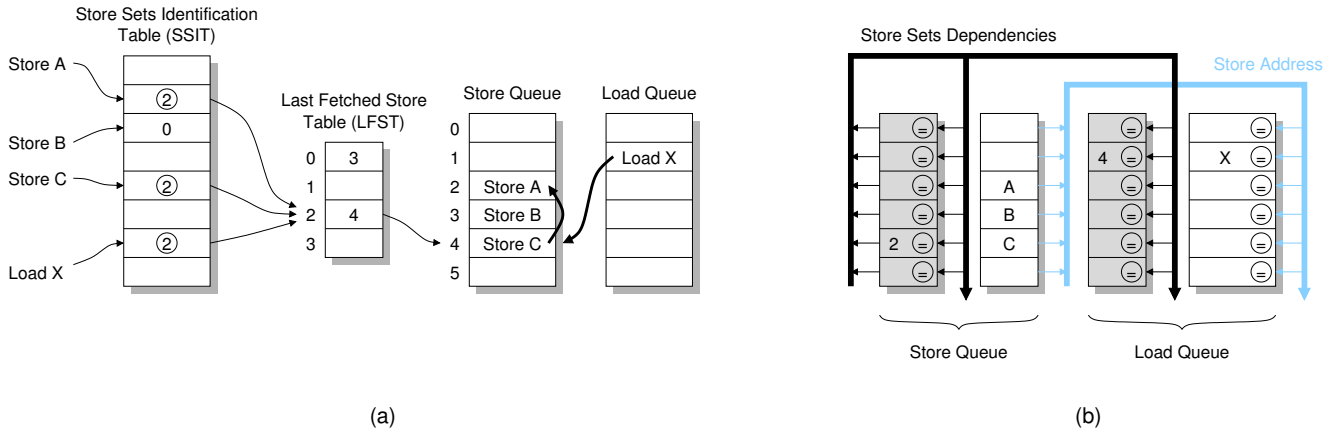 Store Sets Identification
Table (SSIT)
Store A
Store B
Store C
Load X
2
0
2
2
Last Fetched Store
Table (LFST)
0 3
1
2 4
3
Store Queue
0
1
2 Store A
3 Store B
4 Store C
5
Load Queue
Load X
(a)
Store Sets Dependencies
Store Address
=
=
=
=
2 =
=
A
B
C
=
4 =
=
=
=
=
=
X =
=
=
=
=
Store Queue
Load Queue
(b)